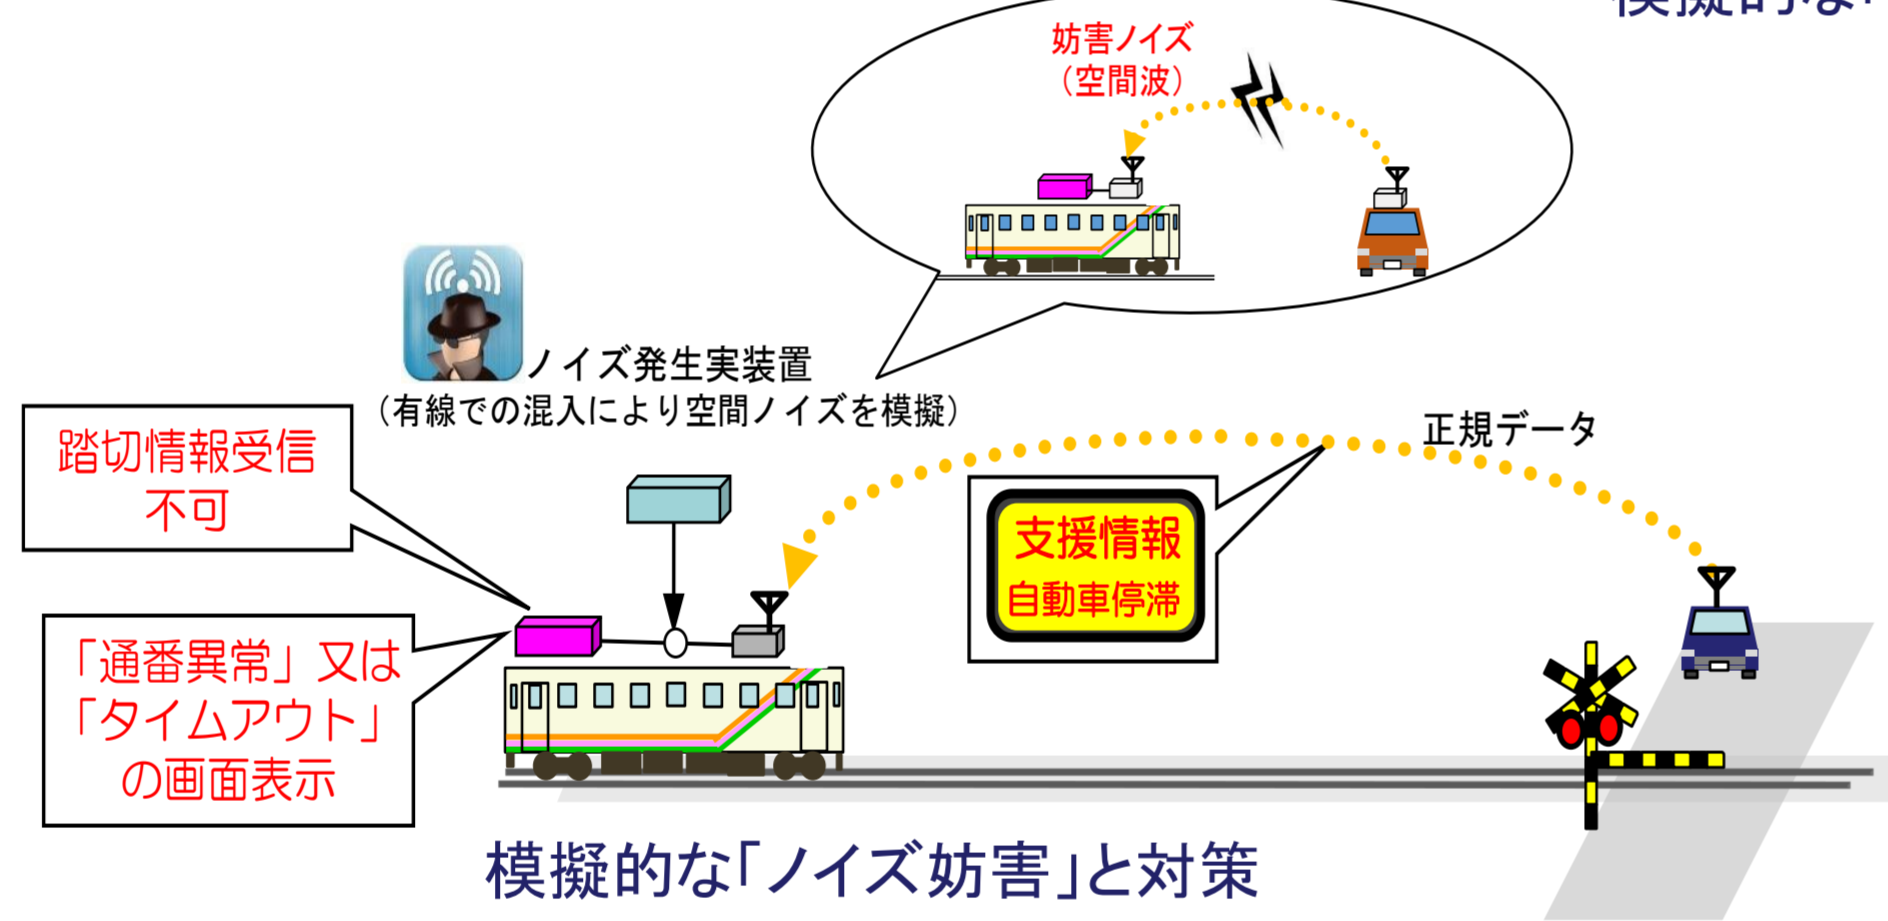 模擬的な
妨害ノイズ
（空間波）
ノイズ発生実装置
（有線での混入により空間ノイズを模擬）
踏切情報受信
不可
正規データ
支援情報
自動車停滞
「通番異常」又は
「タイムアウト」
の画面表示
模擬的な「ノイズ妨害」と対策